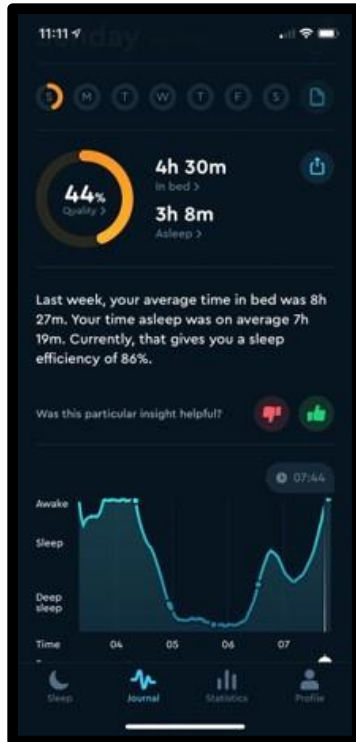 11:11
Sunday
S M T W T F S
44%
Quality >
4h 30m
In bed >
3h 8m
Asleep >
Last week, your average time in bed was 8h
27m. Your time asleep was on average 7h
19m. Currently, that gives you a sleep
efficiency of 86%.
Was this particular insight helpful?
07:44
Awake
Sleep
Deep
sleep
Time 04 05 06 07
Sleep Journal Statistics Profile